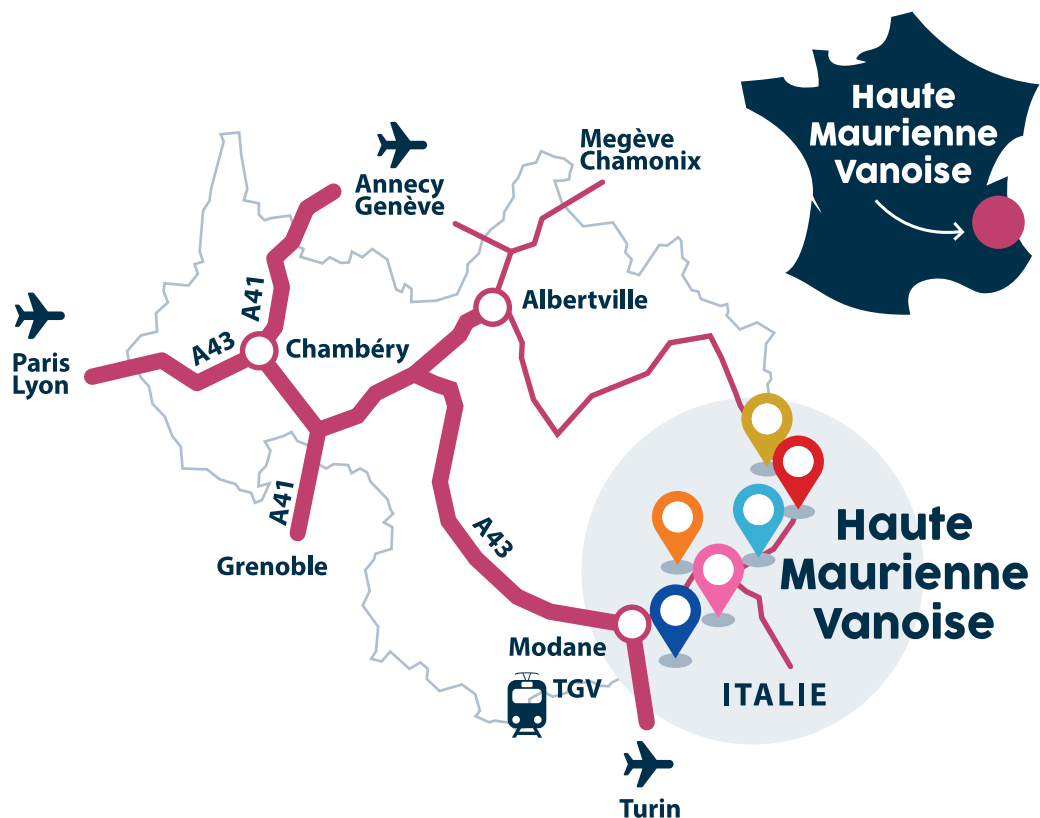 Haute
Maurienne
Vanoise
Megève
Chamonix
Annecy
Genève
A41
Albertville
A43
Chambéry
Paris
Lyon
A41
A43
Grenoble
Haute
Maurienne
Vanoise
Modane
TGV
ITALIE
Turin